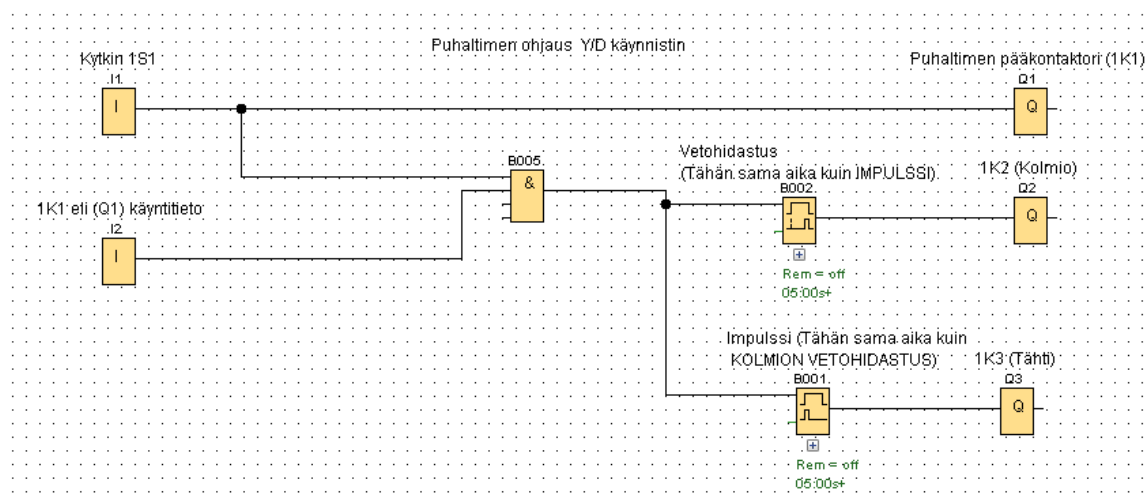 Puhaltimen ohjaus Y/D käynnistin
Kytkin 1S1
I1
I
Puhaltimen pääkontaktori (1K1)
Q1
Q
B005
&
Vetohidastus
(Tähän sama aika kuin IMPULSSI)
B002
Rem = off
05:00s+
1K2 (Kolmio)
Q2
Q
1K1 eli (Q1) käyntitieto
I2
I
Impulssi (Tähän sama aika kuin
KOLMION VETOHIDASTUS)
B001
Rem = off
05:00s+
1K3 (Tähti)
Q3
Q